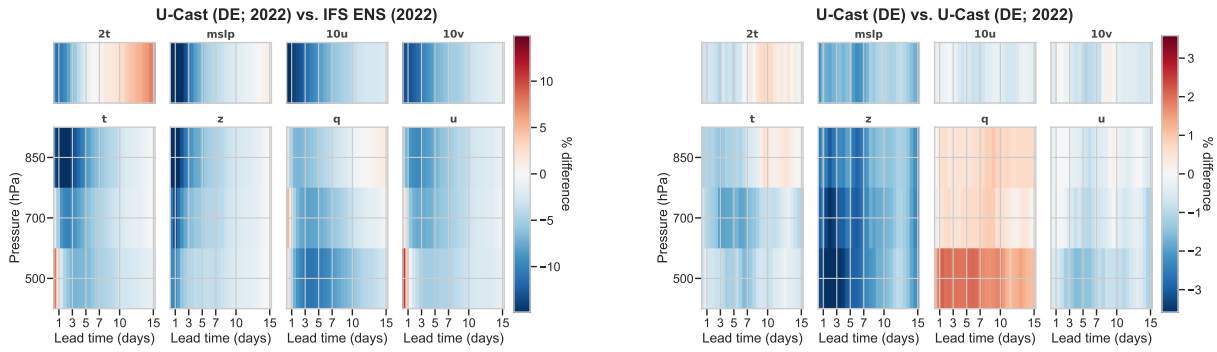 U-Cast (DE; 2022) vs. IFS ENS (2022)
2t mslp 10u 10v
t z q u
850
700
500
Pressure (hPa)
1 3 5 7 10 15 1 3 5 7 10 15 1 3 5 7 10 15 1 3 5 7 10 15
Lead time (days) Lead time (days) Lead time (days) Lead time (days)
10
5
0
−5
−10
% difference
U-Cast (DE) vs. U-Cast (DE; 2022)
2t mslp 10u 10v
t z q u
850
700
500
Pressure (hPa)
1 3 5 7 10 15 1 3 5 7 10 15 1 3 5 7 10 15 1 3 5 7 10 15
Lead time (days) Lead time (days) Lead time (days) Lead time (days)
3
2
1
0
−1
−2
−3
% difference